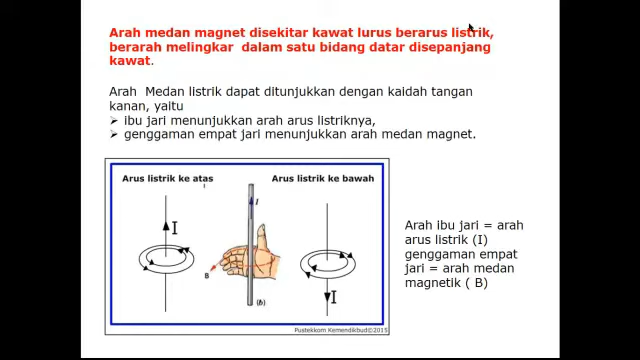 Arah medan magnet disekitar kawat lurus berarus listrik,
berarah melingkar dalam satu bidang datar disepanjang
kawat.
Arah Medan listrik dapat ditunjukkan dengan kaidah tangan
kanan, yaitu
➢ ibu jari menunjukkan arah arus listriknya,
➢ genggaman empat jari menunjukkan arah medan magnet.
Arus listrik ke atas
Arus listrik ke bawah
I
I
B
(b)
I
Pustekkom Kemendikbud©2015
Arah ibu jari = arah
arus listrik (I)
genggaman empat
jari = arah medan
magnetik ( B)